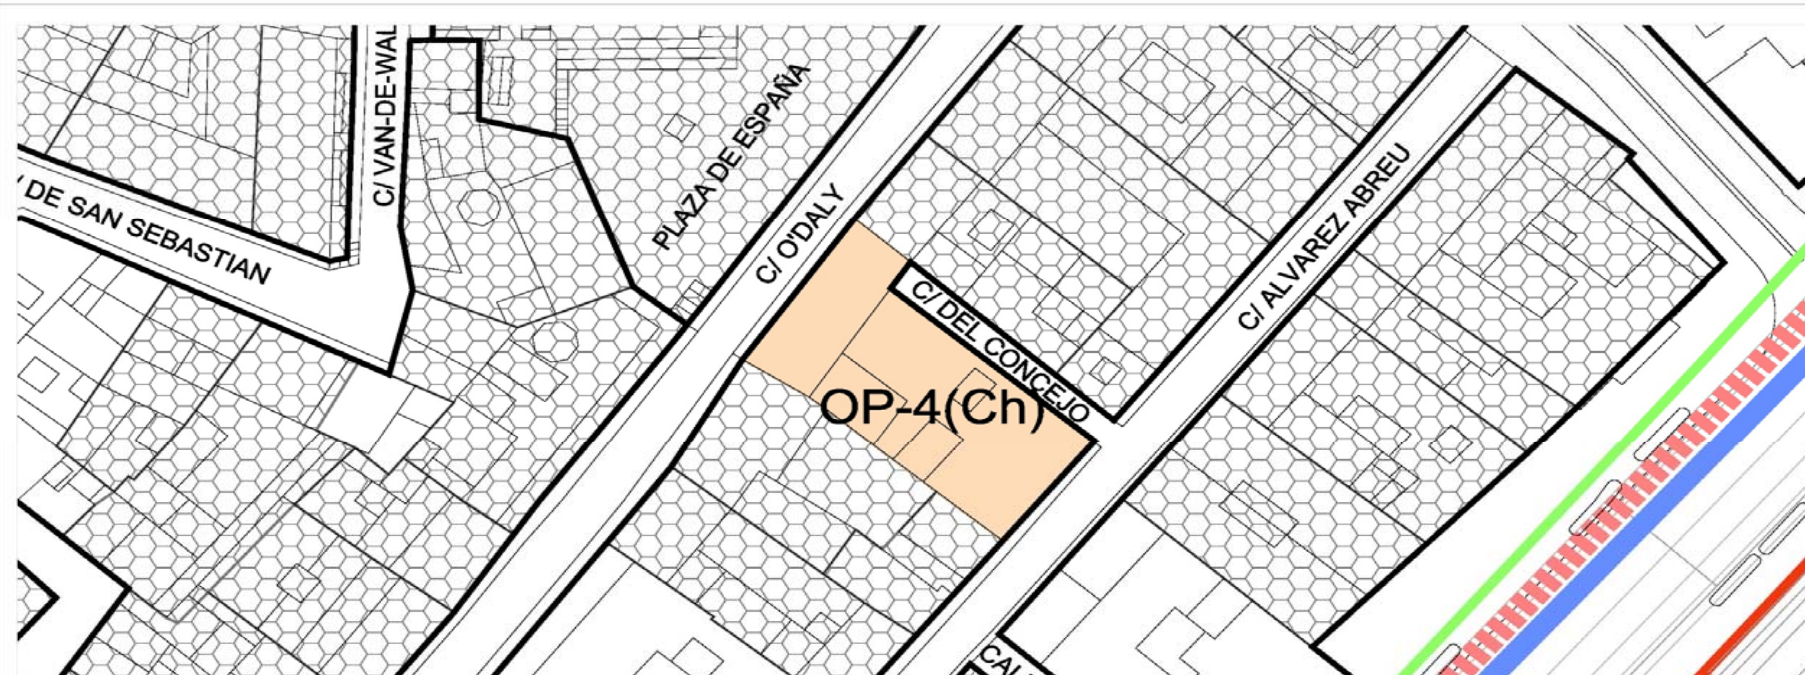 C/ VAN-DE-WAL
PLAZA DE ESPAÑA
/ DE SAN SEBASTIAN
C/ O'DALY
C/ ALVAREZ ABREU
C/ DEL CONCEJO
OP-4(Ch)